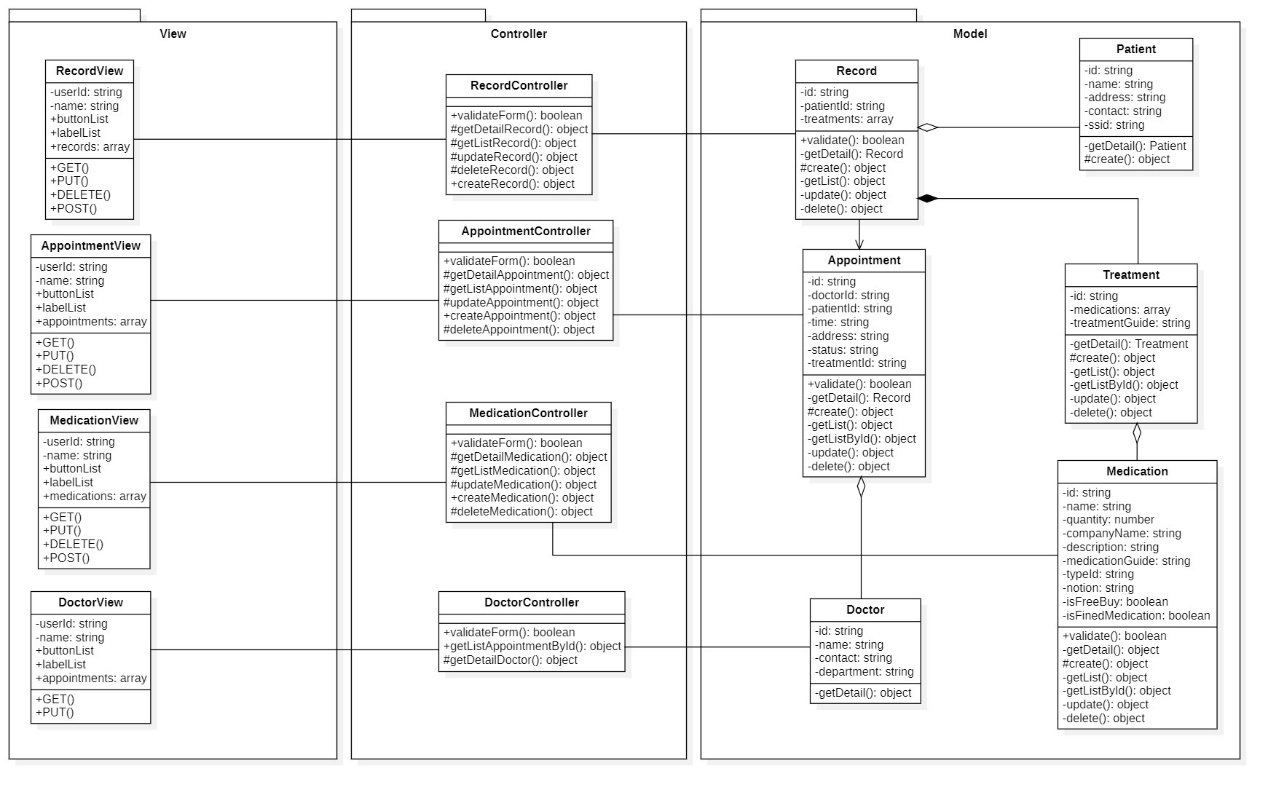 View
RecordView
-userId: string
-name: string
+buttonList
+labelList
+records: array
+GET()
+PUT()
+DELETE()
+POST()
AppointmentView
-userId: string
-name: string
+buttonList
+labelList
+appointments: array
+GET()
+PUT()
+DELETE()
+POST()
MedicationView
-userId: string
-name: string
+buttonList
+labelList
+medications: array
+GET()
+PUT()
+DELETE()
+POST()
DoctorView
-userId: string
-name: string
+buttonList
+labelList
+appointments: array
+GET()
+PUT()
Controller
RecordController
+validateForm(): boolean
#getDetailRecord(): object
#getListRecord(): object
#updateRecord(): object
#deleteRecord(): object
+createRecord(): object
AppointmentController
+validateForm(): boolean
#getDetailAppointment(): object
#getListAppointment(): object
#updateAppointment(): object
+createAppointment(): object
#deleteAppointment(): object
MedicationController
+validateForm(): boolean
#getDetailMedication(): object
#getListMedication(): object
#updateMedication(): object
+createMedication(): object
#deleteMedication(): object
DoctorController
+validateForm(): boolean
+getListAppointmentById(): object
#getDetailDoctor(): object
Model
Record
-id: string
-patientId: string
-treatments: array
+validate(): boolean
-getDetail(): Record
#create(): object
-getList(): object
-update(): object
-delete(): object
Patient
-id: string
-name: string
-address: string
-contact: string
-ssid: string
-getDetail(): Patient
#create(): object
Appointment
-id: string
-doctorId: string
-patientId: string
-time: string
-address: string
-status: string
-treatmentId: string
+validate(): boolean
-getDetail(): Record
#create(): object
-getList(): object
-getListById(): object
-update(): object
-delete(): object
Treatment
-id: string
-medications: array
-treatmentGuide: string
-getDetail(): Treatment
#create(): object
-getList(): object
-getListById(): object
-update(): object
-delete(): object
Doctor
-id: string
-name: string
-contact: string
-department: string
-getDetail(): object
Medication
-id: string
-name: string
-quantity: number
-companyName: string
-description: string
-medicationGuide: string
-typeId: string
-notion: string
-isFreeBuy: boolean
-isFinedMedication: boolean
+validate(): boolean
-getDetail(): object
#create(): object
-getList(): object
-getListById(): object
-update(): object
-delete(): object